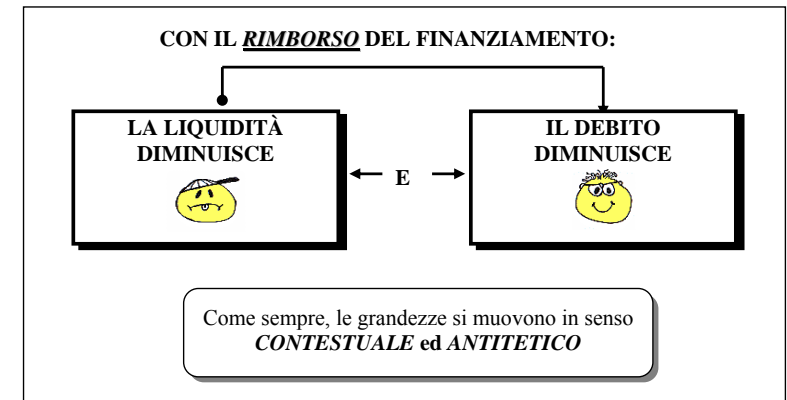 CON IL RIMBORSO DEL FINANZIAMENTO:
LA LIQUIDITÀ
DIMINUISCE
E
IL DEBITO
DIMINUISCE
Come sempre, le grandezze si muovono in senso
CONTESTUALE ed ANTITETICO